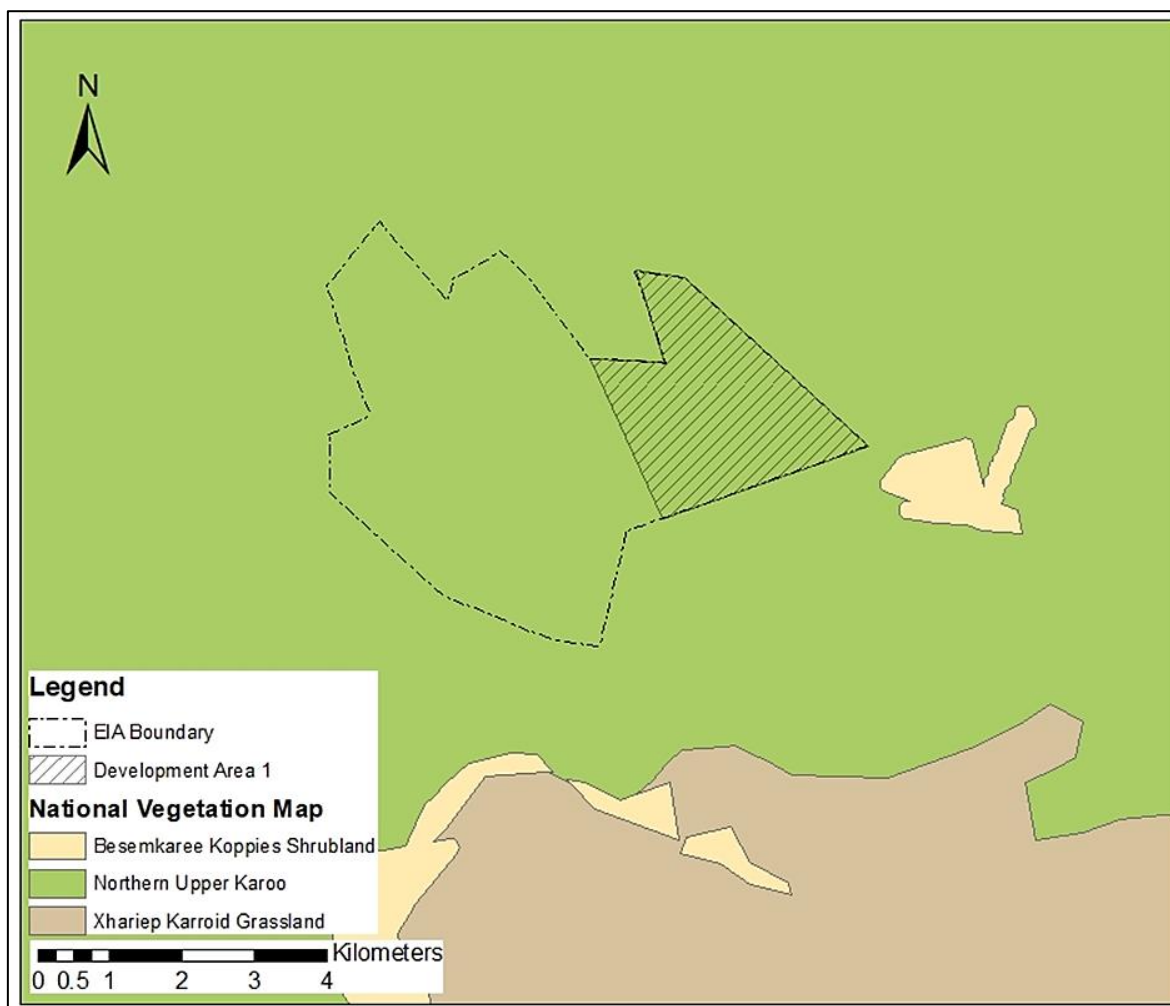 N
Legend
EIA Boundary
Development Area 1
National Vegetation Map
Besemkaree Koppies Shrubland
Northern Upper Karoo
Xhariep Karroid Grassland
Kilometers
0 0.5 1 2 3 4